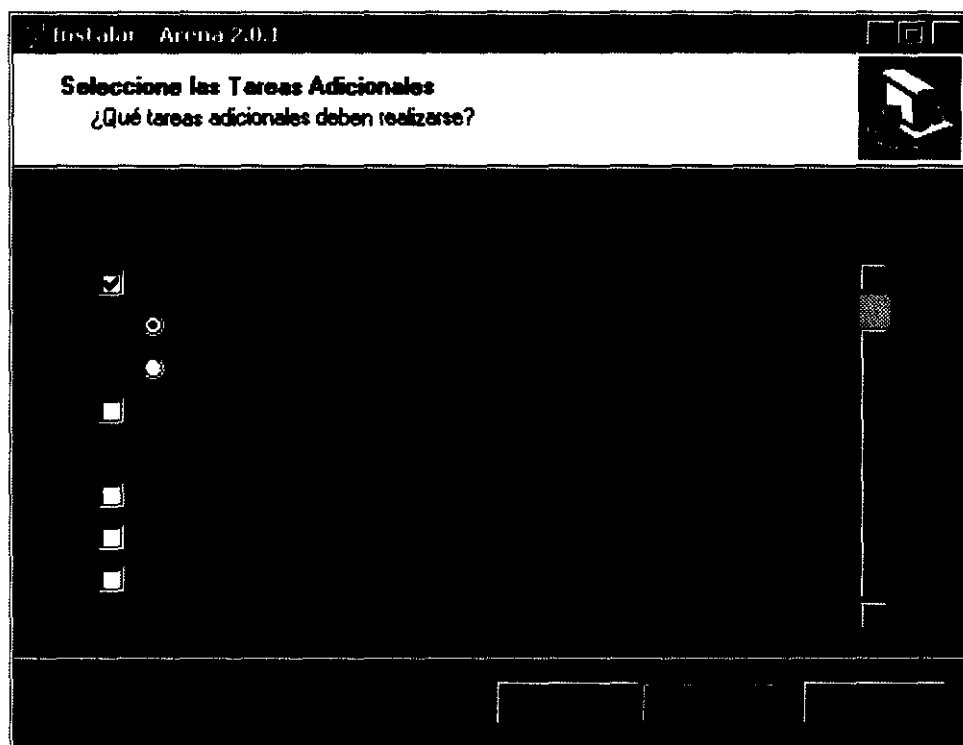 Instalar - Arena 2.0.1
Seleccione las Tareas Adicionales
¿Qué tareas adicionales deben realizarse?